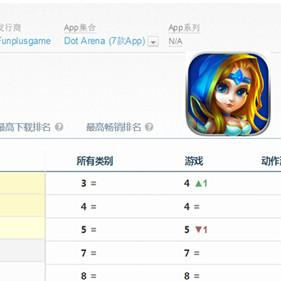 发行商 App集合 App系列
Funplusgame Dot Arena (7款App) N/A
最高下载排名 最高畅销排名
所有类别 游戏
3 = 4 ▲1
4 = 4 =
5 = 5 ▼1
7 = 7 =
8 = 8 =